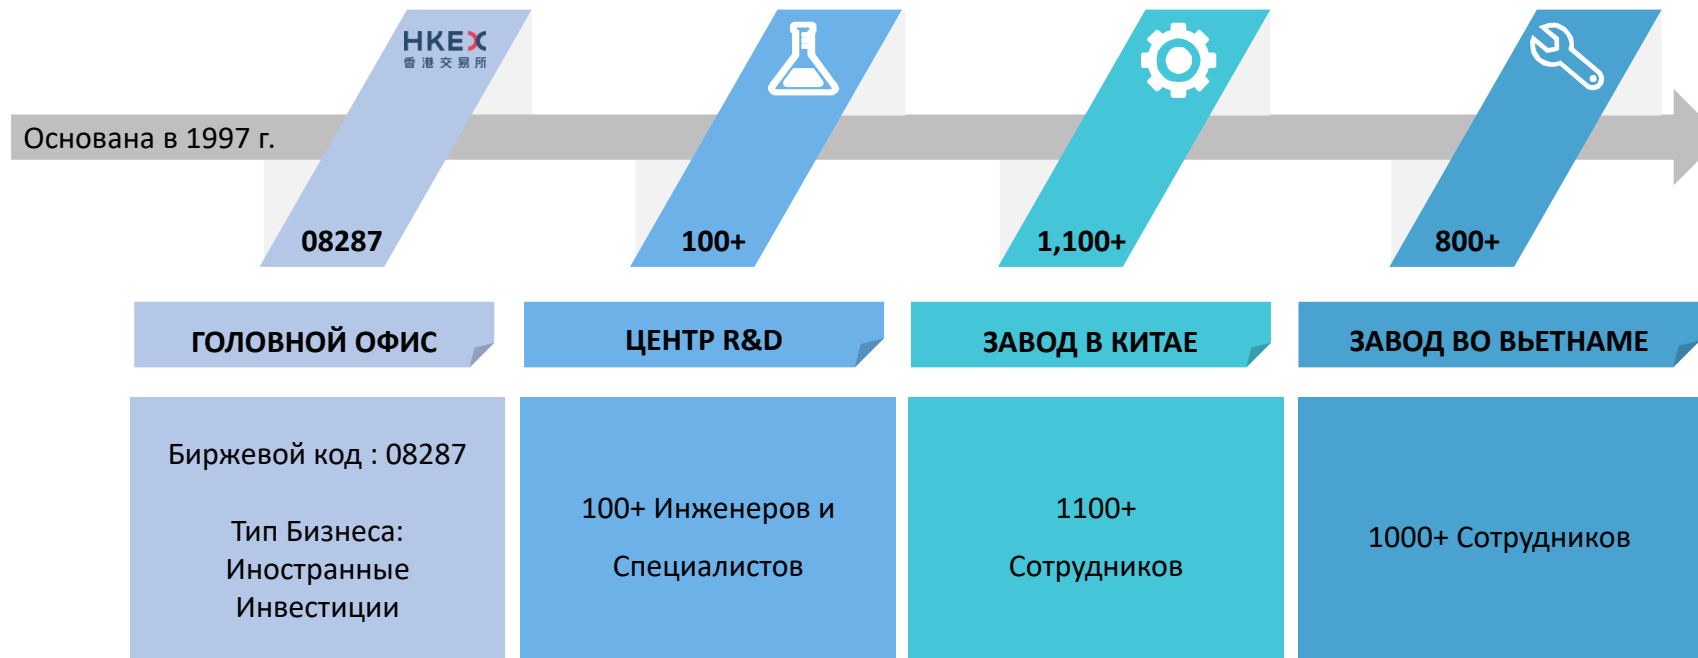 HKEX
香港交易所
Основана в 1997 г.
08287
100+
1,100+
800+
ГОЛОВНОЙ ОФИС
ЦЕНТР R&D
ЗАВОД В КИТАЕ
ЗАВОД ВО ВЬЕТНАМЕ
Биржевой код : 08287
Тип Бизнеса:
Иностранные
Инвестиции
100+ Инженеров и
Специалистов
1100+
Сотрудников
1000+ Сотрудников